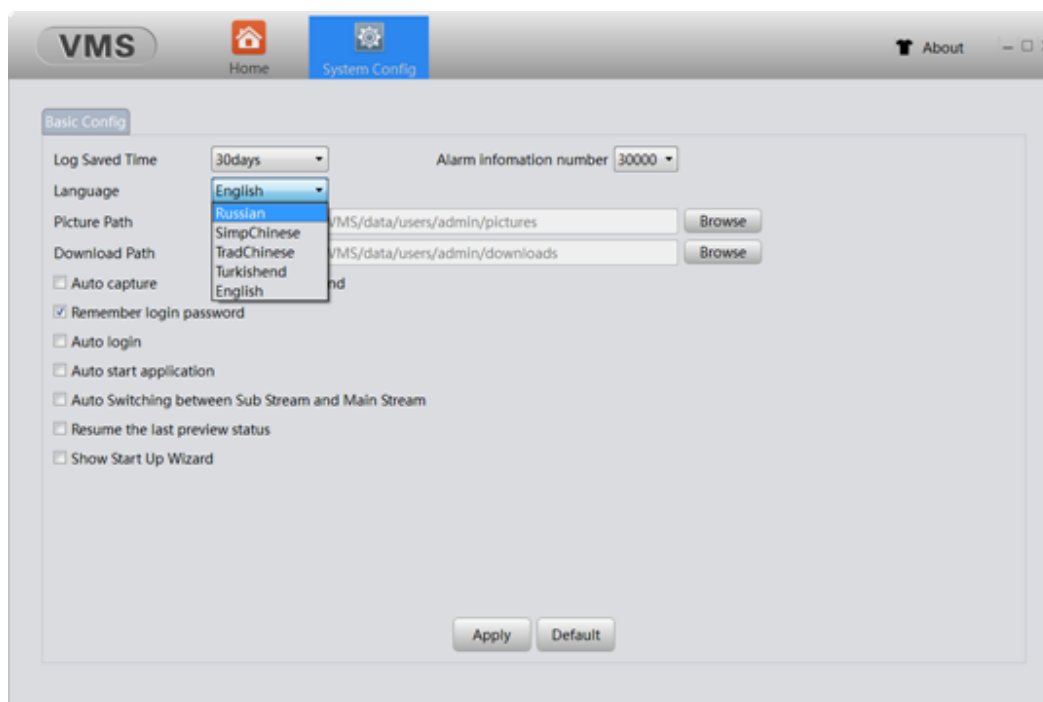 VMS
Home
System Config
About
Basic Config
Log Saved Time 30days Alarm infomation number 30000
Language English
Russian
Picture Path VMS/data/users/admin/pictures Browse
SimpChinese
Download Path TradChinese VMS/data/users/admin/downloads Browse
Turkishend
Auto capture nd
English
Remember login password
Auto login
Auto start application
Auto Switching between Sub Stream and Main Stream
Resume the last preview status
Show Start Up Wizard
Apply Default